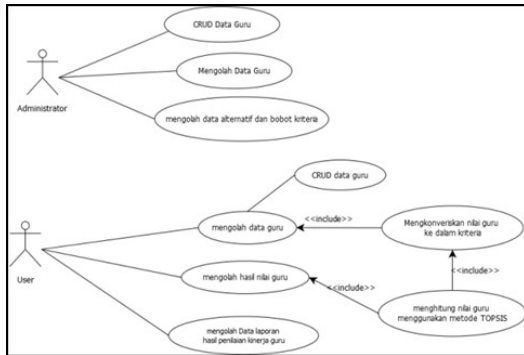 CRUD Data Guru
Mengolah Data Guru
Administrator
mengolah data alternatif dan bobot kriteria
CRUD data guru
mengolah data guru
<<include>>
Mengkonveriskan nilai guru
ke dalam kriteria
User
mengolah hasil nilai guru
<<include>>
<<include>>
menghitung nilai guru
menggunakan metode TOPSIS
mengolah Data laporan
hasil penilaian kinerja guru